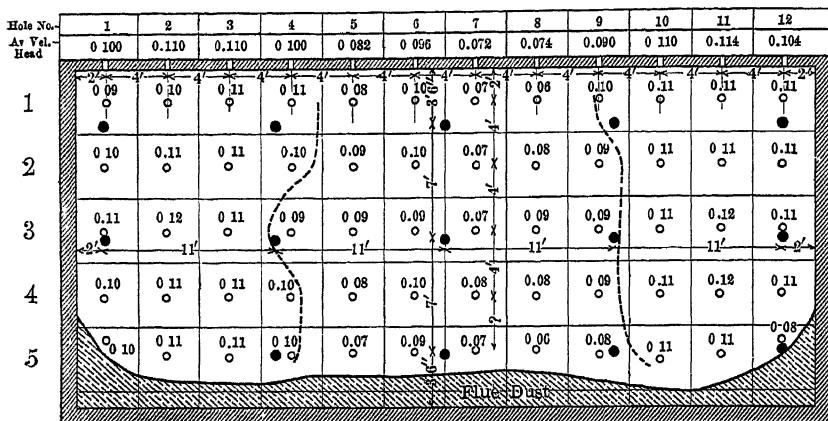 Hole No.- 1 2 3 4 5 6 7 8 9 10 11 12
Av Vel.- Head 0 100 0.110 0.110 0 100 0 082 0 096 0.072 0 074 0.090 0 110 0.114 0.104
2' 4' 4' 4' 4' 4' 4' 4' 4' 4' 4' 2'
1 0 09 0 10 0 11 0 11 0 08 0 10 0 07 0 06 0.10 0.11 0.11 0.11
3' 6" 2' 4'
2 0 10 0.11 0 11 0.10 0.09 0.10 0.07 0.08 0 09 0 11 0 11 0.11
7' 4'
3 0.11 0 12 0 11 0 09 0 09 0.09 0.07 0 09 0.09 0 11 0.12 0.11
2' 11' 11' 11' 11' 2'
4 0.10 0 11 0 11 0.10 0 08 0.10 0 08 0.08 0 09 0.11 0.12 0.11
7' 4'
5 0 10 0 11 0.11 0 10 0.07 0.09 0.07 0 06 0.08 0 11 0.11 0 08
6"
Flue Dust